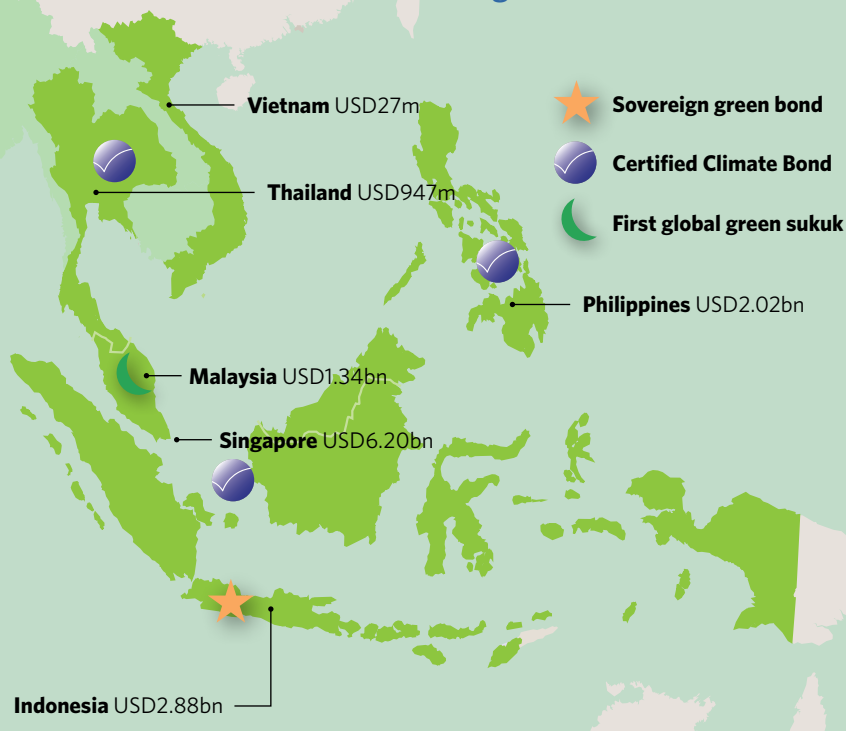 Vietnam USD27m
Sovereign green bond
Certified Climate Bond
Thailand USD947m
First global green sukuk
Philippines USD2.02bn
Malaysia USD1.34bn
Singapore USD6.20bn
Indonesia USD2.88bn